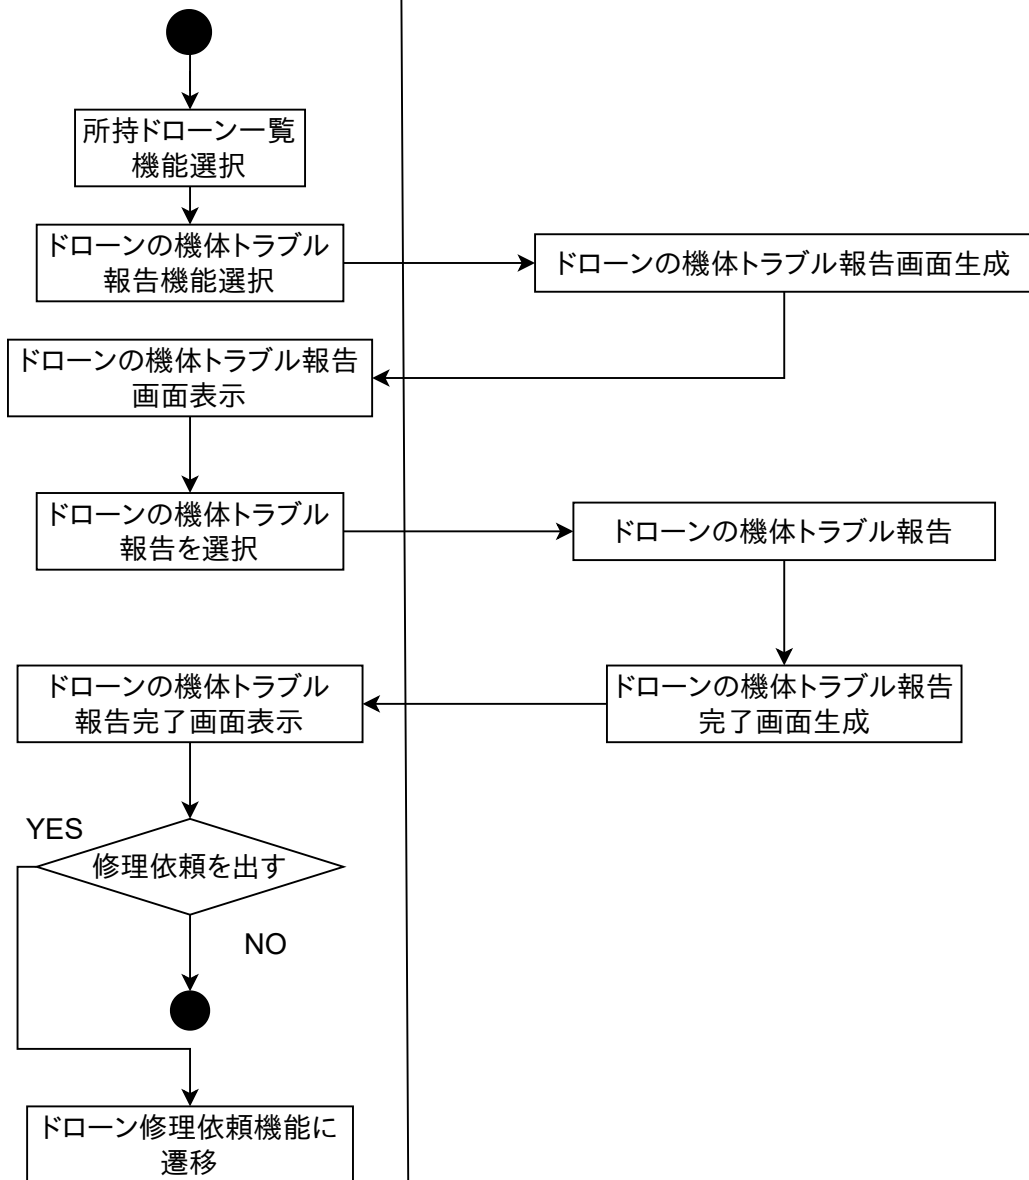 所持ドローン一覧
機能選択
ドローンの機体トラブル
報告機能選択
ドローンの機体トラブル報告画面生成
ドローンの機体トラブル報告
画面表示
ドローンの機体トラブル
報告を選択
ドローンの機体トラブル報告
ドローンの機体トラブル
報告完了画面表示
ドローンの機体トラブル報告
完了画面生成
YES
修理依頼を出す
NO
ドローン修理依頼機能に
遷移